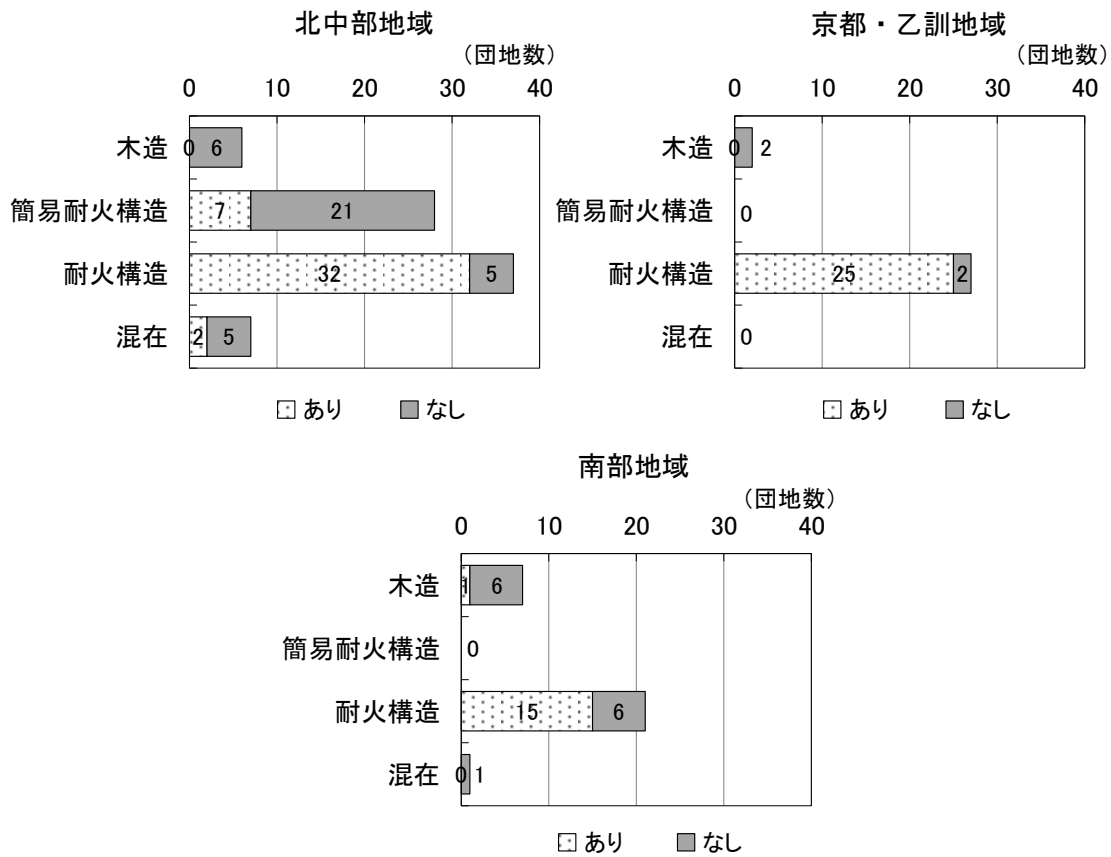 北中部地域
(団地数)
0 10 20 30 40
木造 0 6
簡易耐火構造 7 21
耐火構造 32 5
混在 2 5
あり なし
京都・乙訓地域
(団地数)
0 10 20 30 40
木造 0 2
簡易耐火構造 0
耐火構造 25 2
混在 0
あり なし
南部地域
(団地数)
0 10 20 30 40
木造 1 6
簡易耐火構造 0
耐火構造 15 6
混在 0 1
あり なし